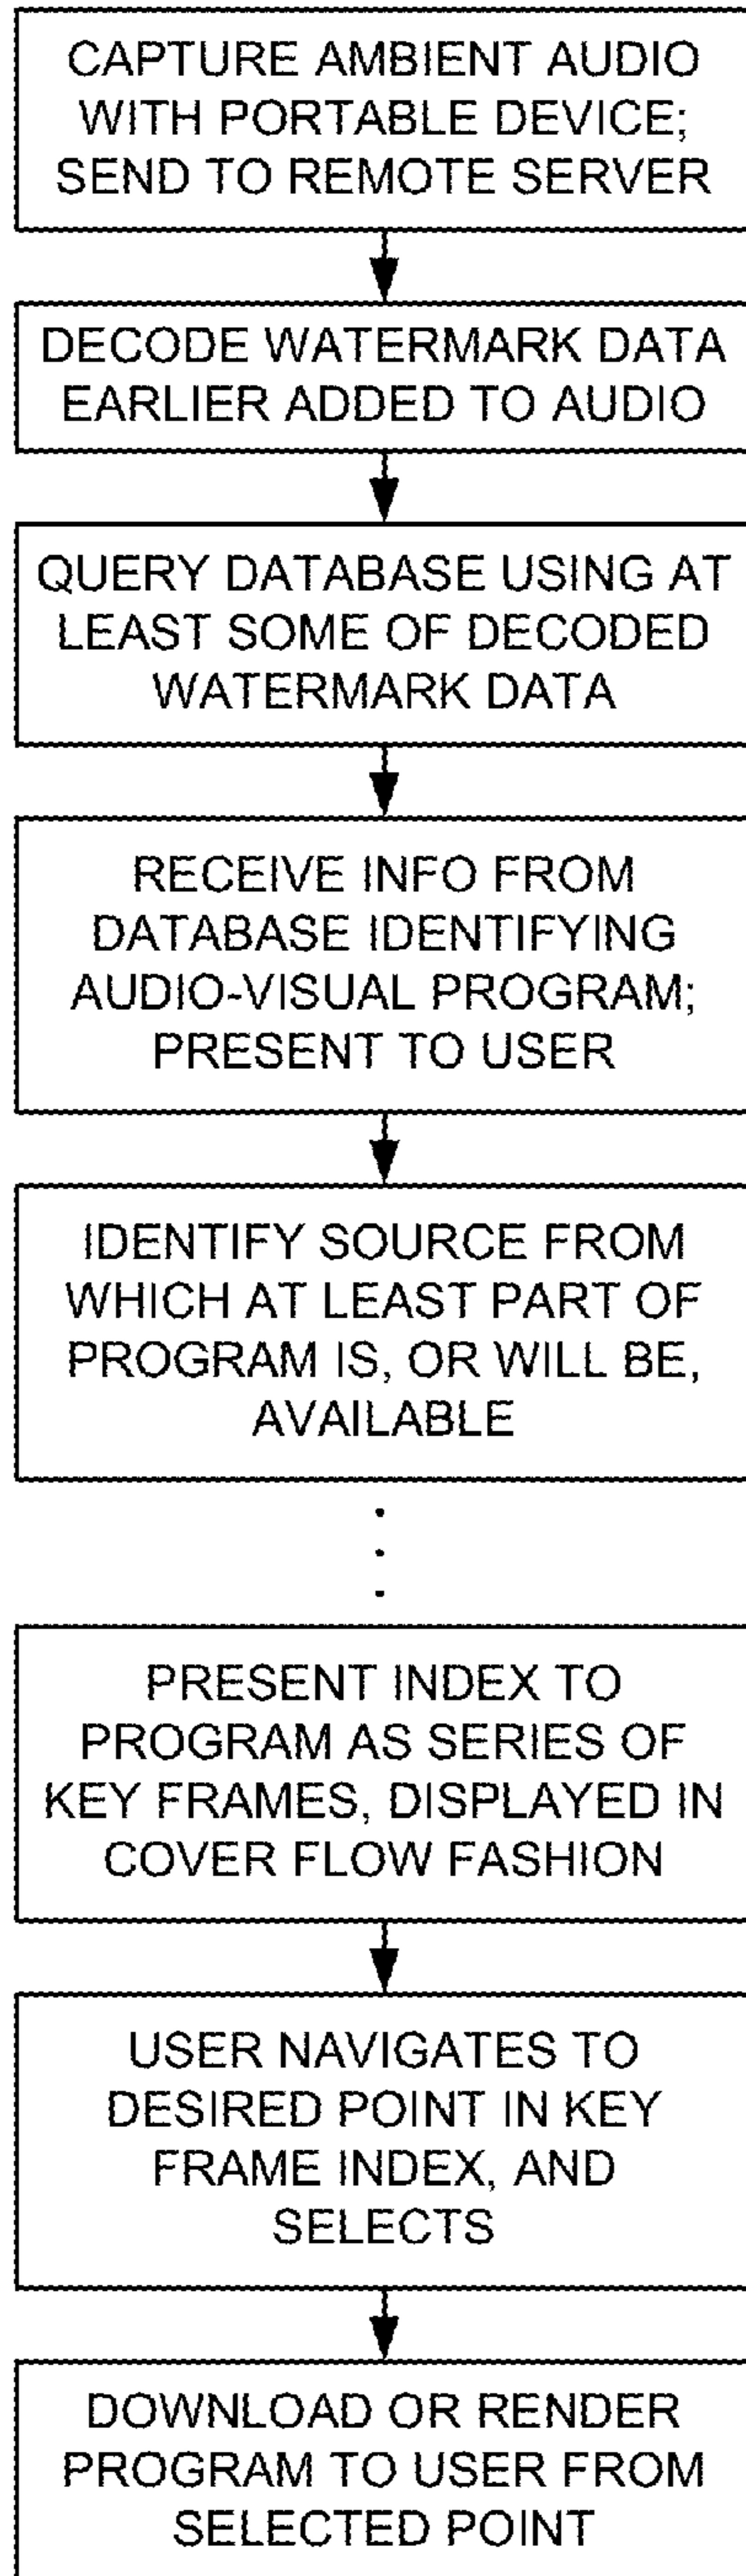 CAPTURE AMBIENT AUDIO
WITH PORTABLE DEVICE;
SEND TO REMOTE SERVER
DECODE WATERMARK DATA
EARLIER ADDED TO AUDIO
QUERY DATABASE USING AT
LEAST SOME OF DECODED
WATERMARK DATA
RECEIVE INFO FROM
DATABASE IDENTIFYING
AUDIO-VISUAL PROGRAM;
PRESENT TO USER
IDENTIFY SOURCE FROM
WHICH AT LEAST PART OF
PROGRAM IS, OR WILL BE,
AVAILABLE
PRESENT INDEX TO
PROGRAM AS SERIES OF
KEY FRAMES, DISPLAYED IN
COVER FLOW FASHION
USER NAVIGATES TO
DESIRED POINT IN KEY
FRAME INDEX, AND
SELECTS
DOWNLOAD OR RENDER
PROGRAM TO USER FROM
SELECTED POINT